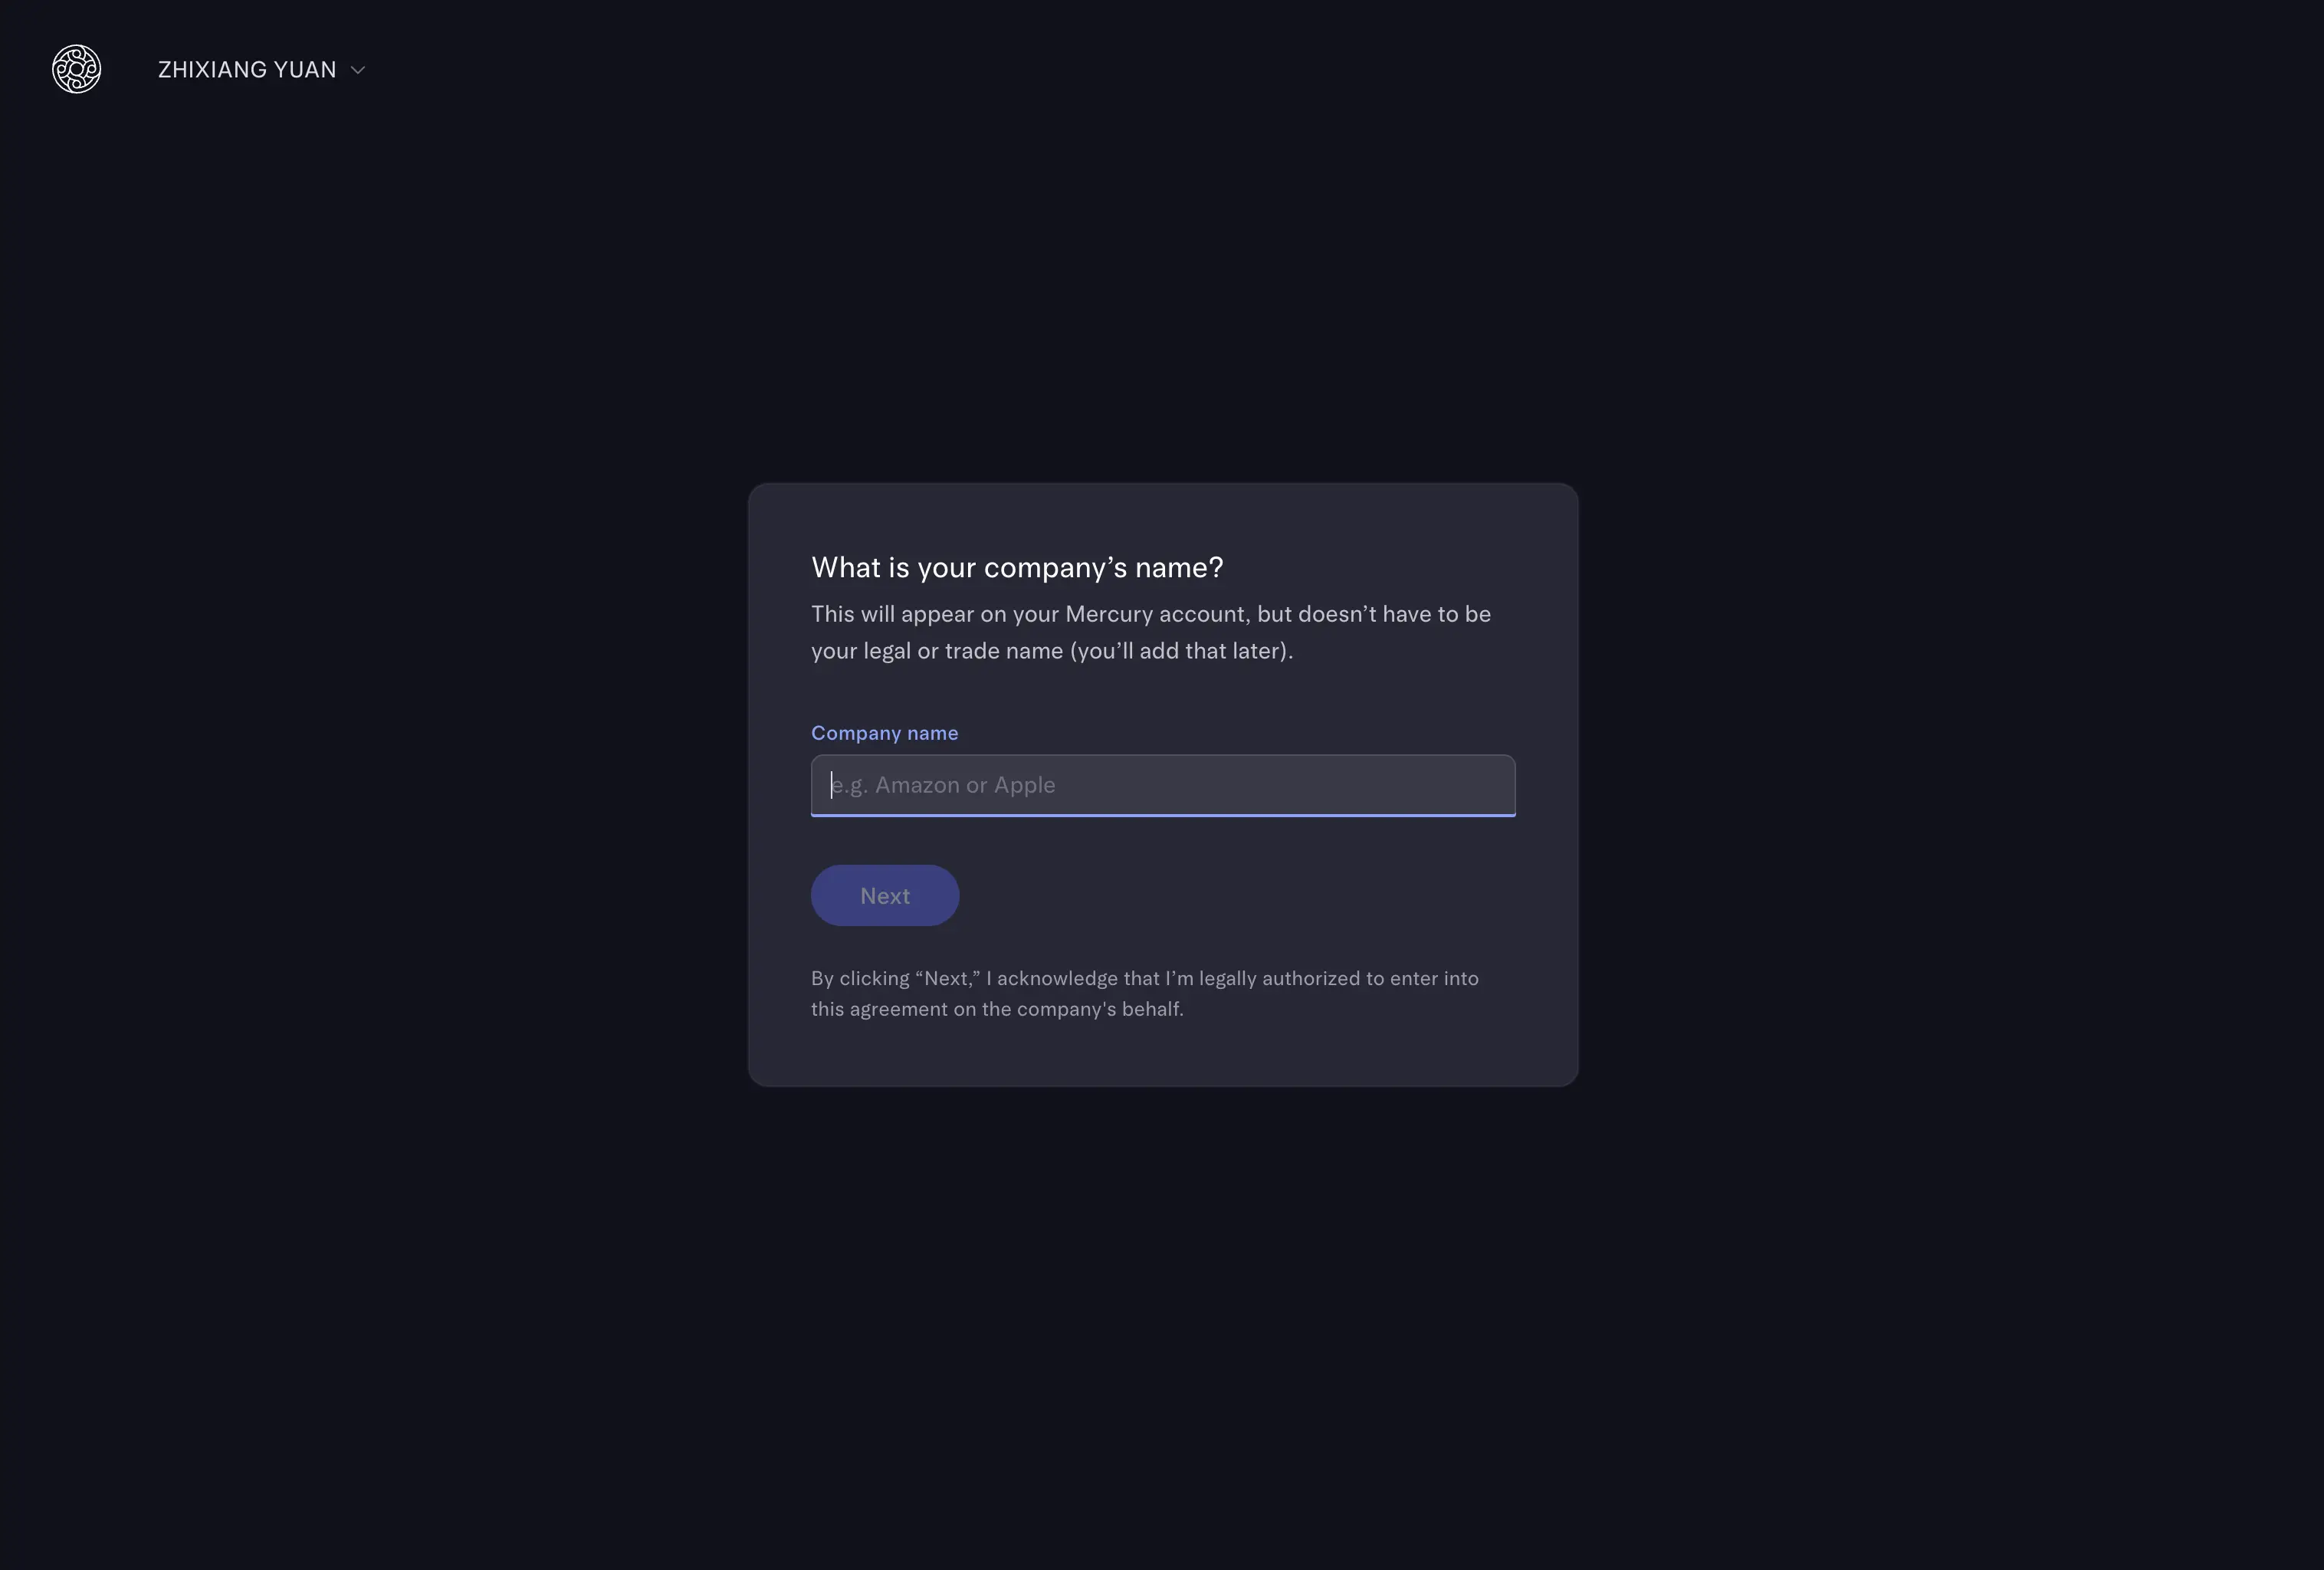 ZHIXIANG YUAN
What is your company’s name?
This will appear on your Mercury account, but doesn’t have to be
your legal or trade name (you’ll add that later).
Company name
e.g. Amazon or Apple
Next
By clicking “Next,” I acknowledge that I’m legally authorized to enter into
this agreement on the company's behalf.